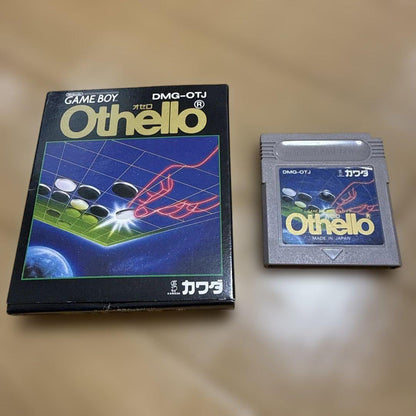 Nintendo
GAME BOY
DMG-OTJ
オセロ
Othello®
カワダ
DMG-OTJ
カワダ
Othello®
MADE IN JAPAN